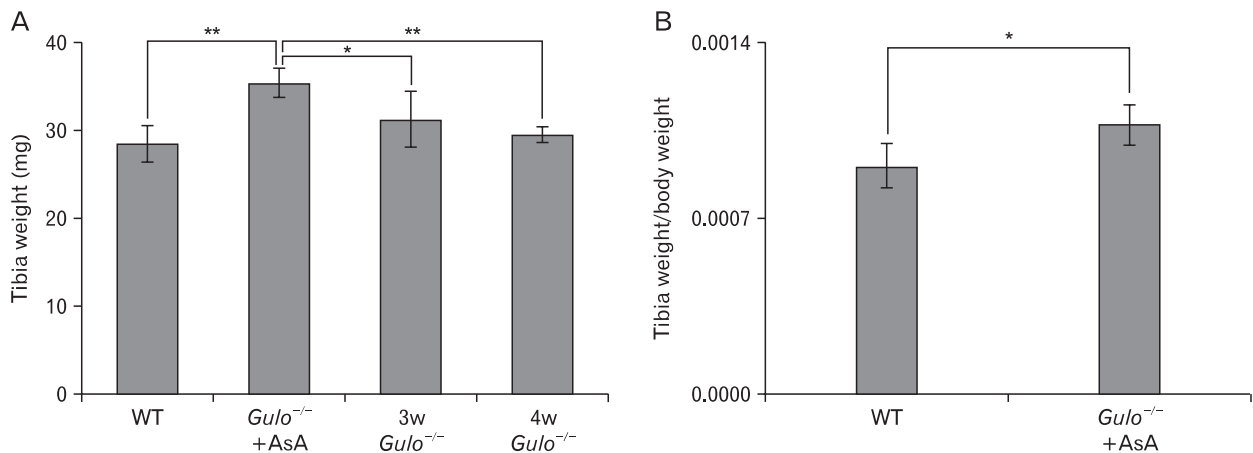 A
Tibia weight (mg)
40
30
20
10
0
**
*
**
WT
Gulo⁻/⁻
+AsA
3w
Gulo⁻/⁻
4w
Gulo⁻/⁻
B
Tibia weight/body weight
0.0014
0.0007
0.0000
*
WT
Gulo⁻/⁻
+AsA